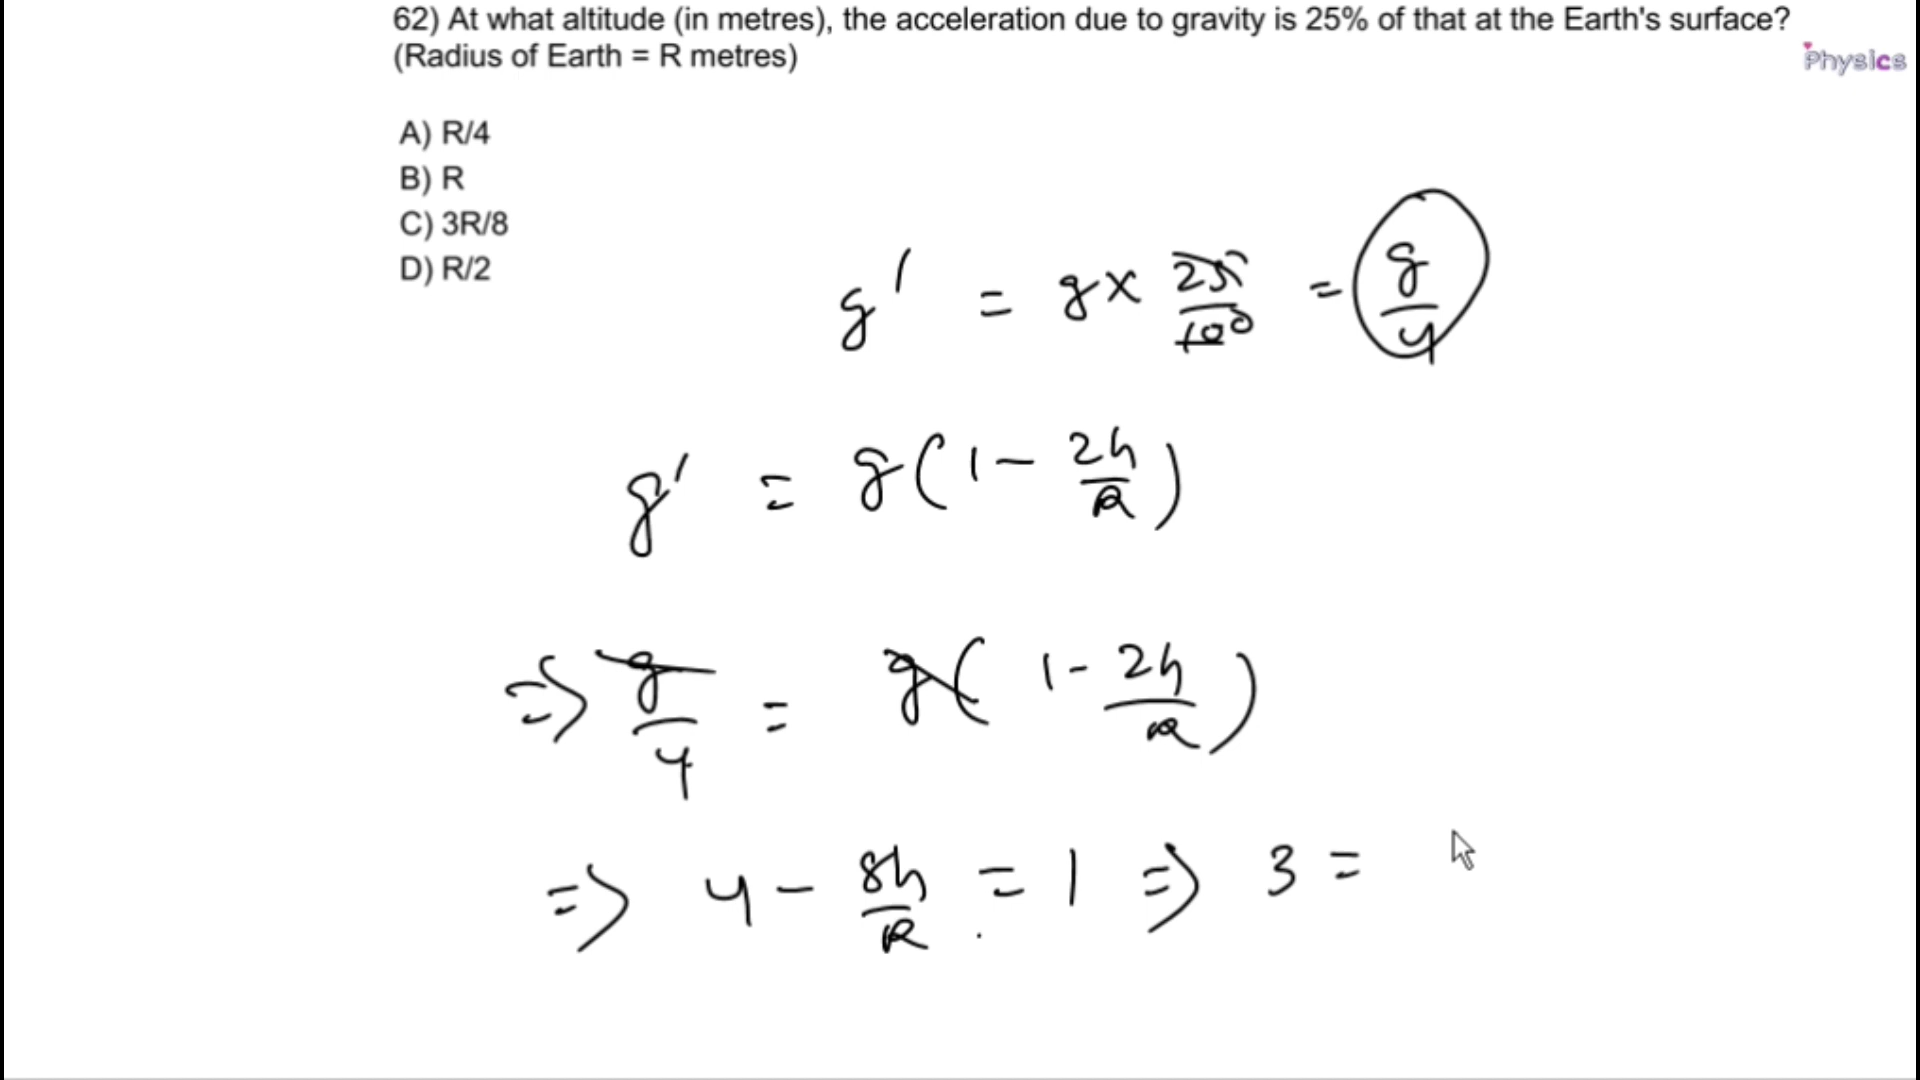 62) At what altitude (in metres), the acceleration due to gravity is 25% of that at the Earth's surface?
(Radius of Earth = R metres)
Physics
A) R/4
B) R
C) 3R/8
D) R/2
g' = g × 25/100 = g/4
g' = g(1 - 2h/R)
⇒ g/4 = g(1 - 2h/R)
⇒ 4 - 8h/R = 1 ⇒ 3 =